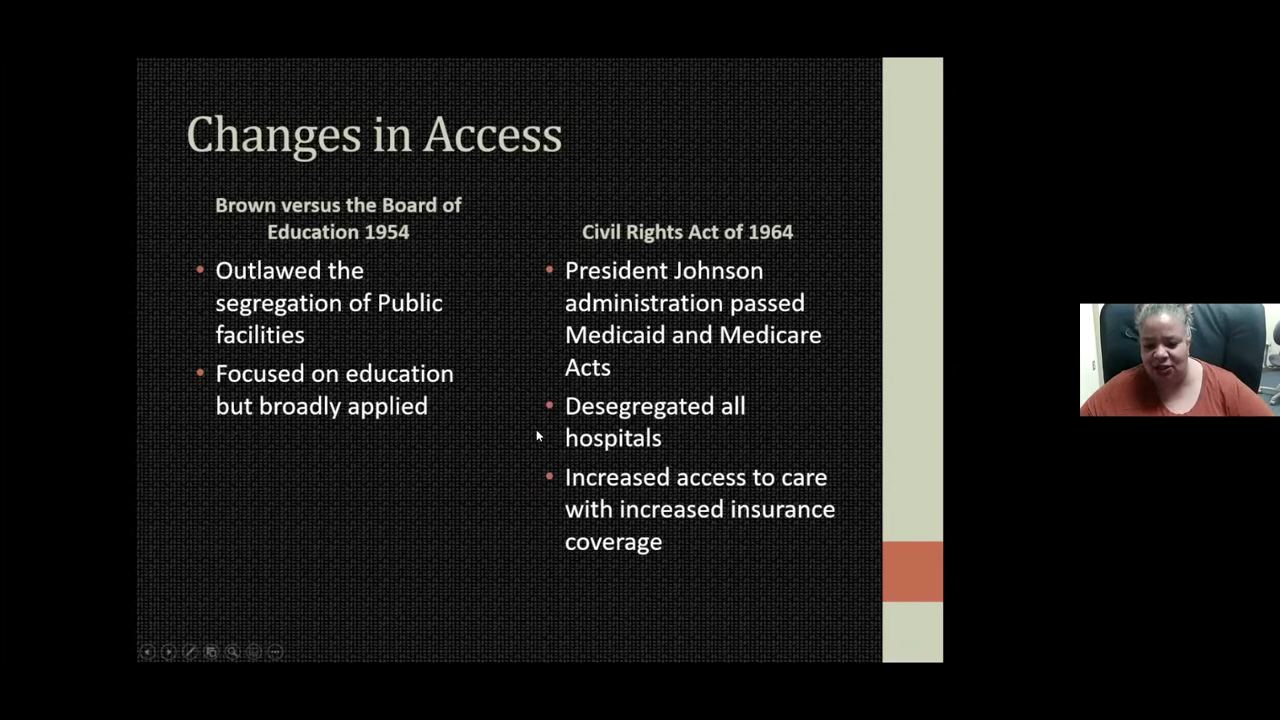 Changes in Access
Brown versus the Board of
Education 1954
• Outlawed the
segregation of Public
facilities
• Focused on education
but broadly applied
Civil Rights Act of 1964
• President Johnson
administration passed
Medicaid and Medicare
Acts
• Desegregated all
hospitals
• Increased access to care
with increased insurance
coverage